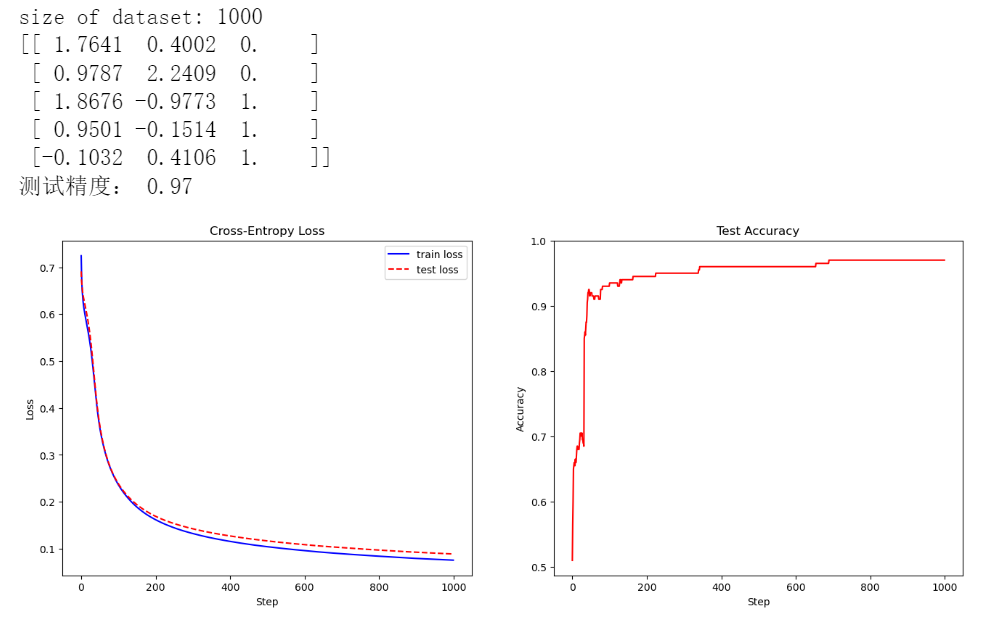 size of dataset: 1000
[[ 1.7641  0.4002  0.    ]
 [ 0.9787  2.2409  0.    ]
 [ 1.8676 -0.9773  1.    ]
 [ 0.9501 -0.1514  1.    ]
 [-0.1032  0.4106  1.    ]]
测试精度: 0.97
Cross-Entropy Loss
train loss
test loss
0.7
0.6
0.5
0.4
0.3
0.2
0.1
Loss
0 200 400 600 800 1000
Step
Test Accuracy
1.0
0.9
0.8
0.7
0.6
0.5
Accuracy
0 200 400 600 800 1000
Step